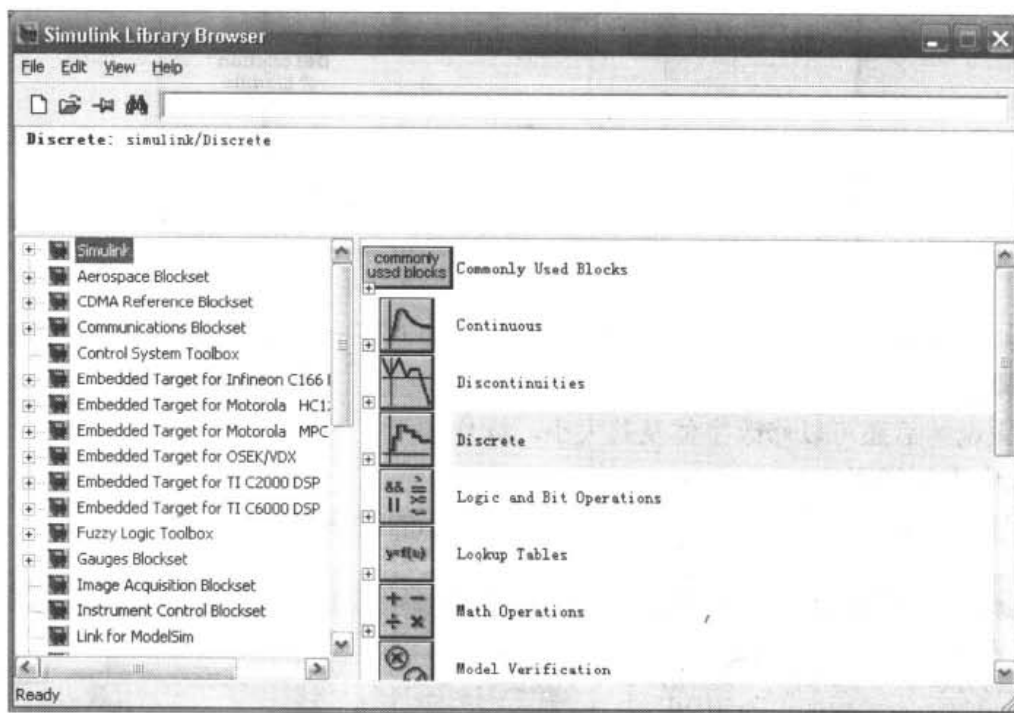 Simulink Library Browser
File Edit View Help
Discrete: simulink/Discrete
Simulink
Aerospace Blockset
CDMA Reference Blockset
Communications Blockset
Control System Toolbox
Embedded Target for Infineon C166
Embedded Target for Motorola HC12
Embedded Target for Motorola MPC
Embedded Target for OSEK/VDX
Embedded Target for TI C2000 DSP
Embedded Target for TI C6000 DSP
Fuzzy Logic Toolbox
Gauges Blockset
Image Acquisition Blockset
Instrument Control Blockset
Link for ModelSim
commonly
used blocks
Commonly Used Blocks
Continuous
Discontinuities
Discrete
Logic and Bit Operations
y=f(u)
Lookup Tables
+ −
÷ ×
Math Operations
Model Verification
Ready